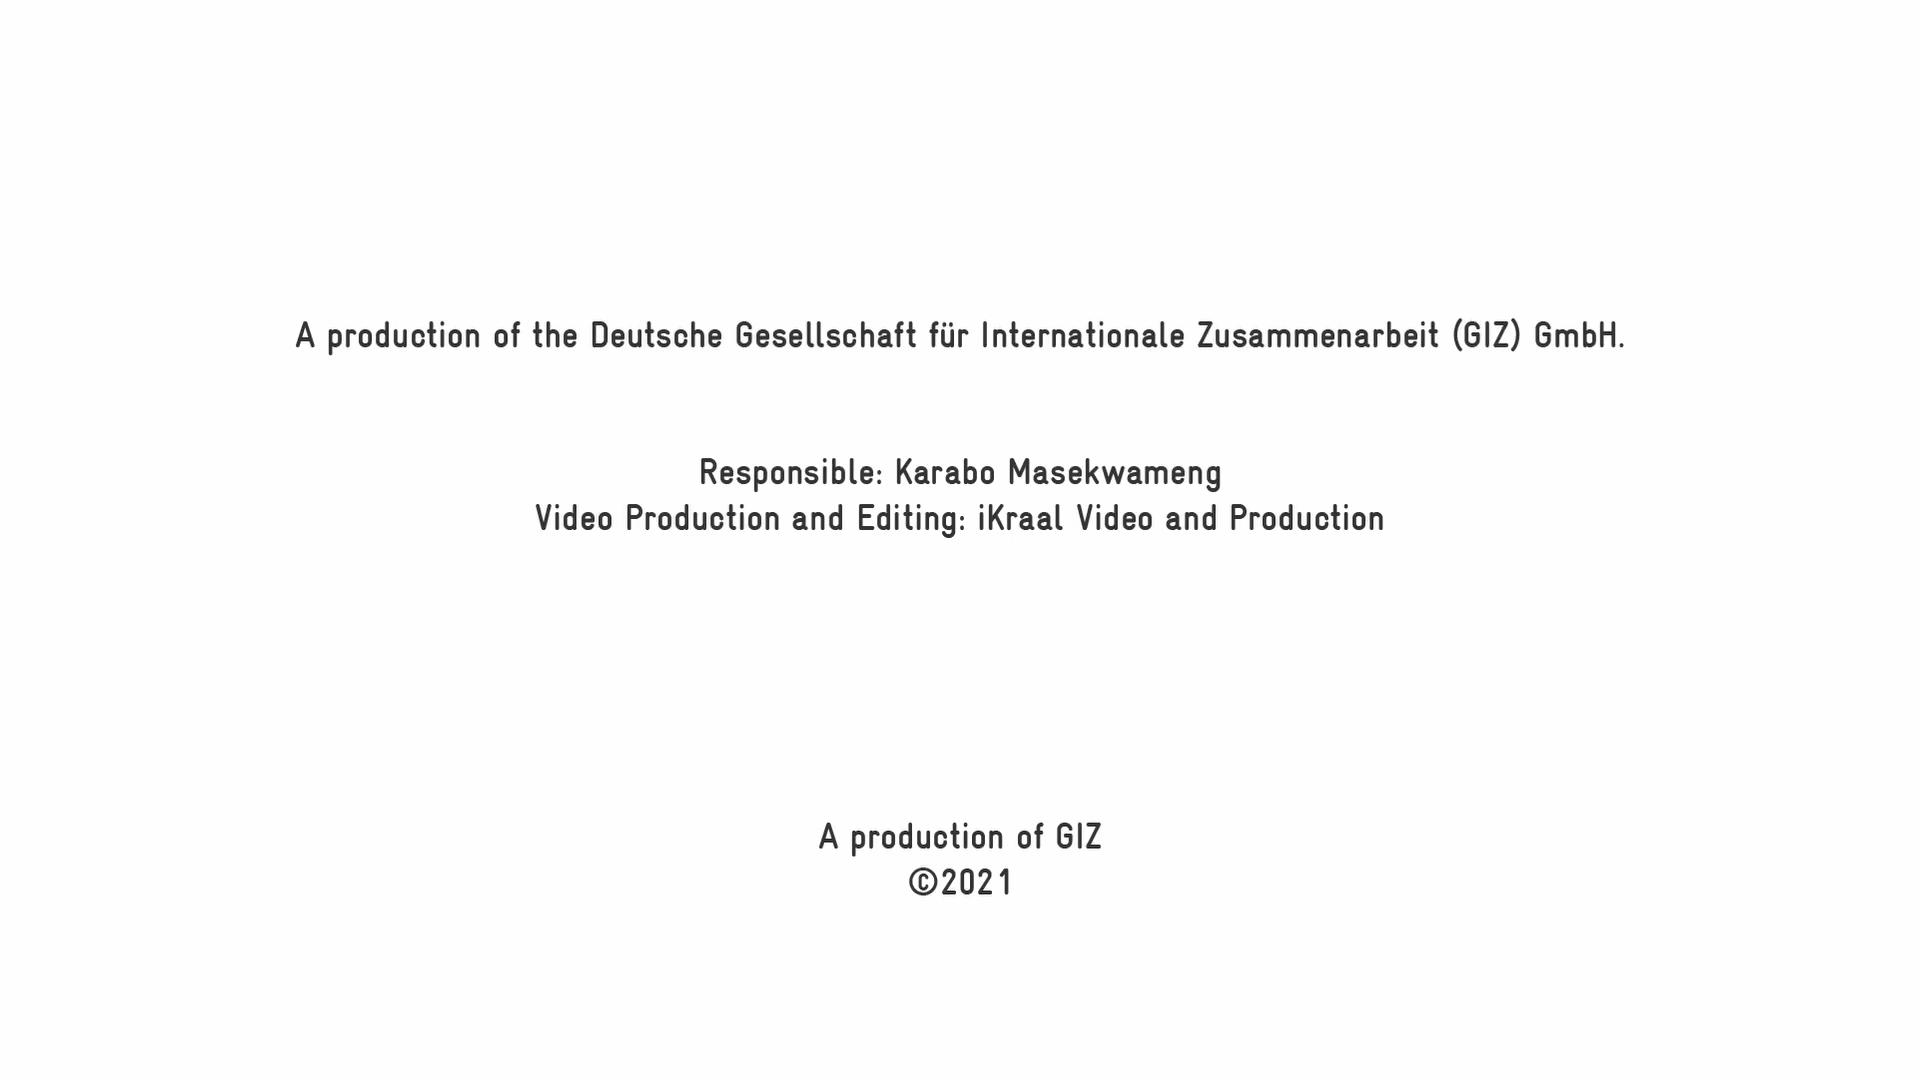 A production of the Deutsche Gesellschaft für Internationale Zusammenarbeit (GIZ) GmbH.
Responsible: Karabo Masekwameng
Video Production and Editing: iKraal Video and Production
A production of GIZ
©2021